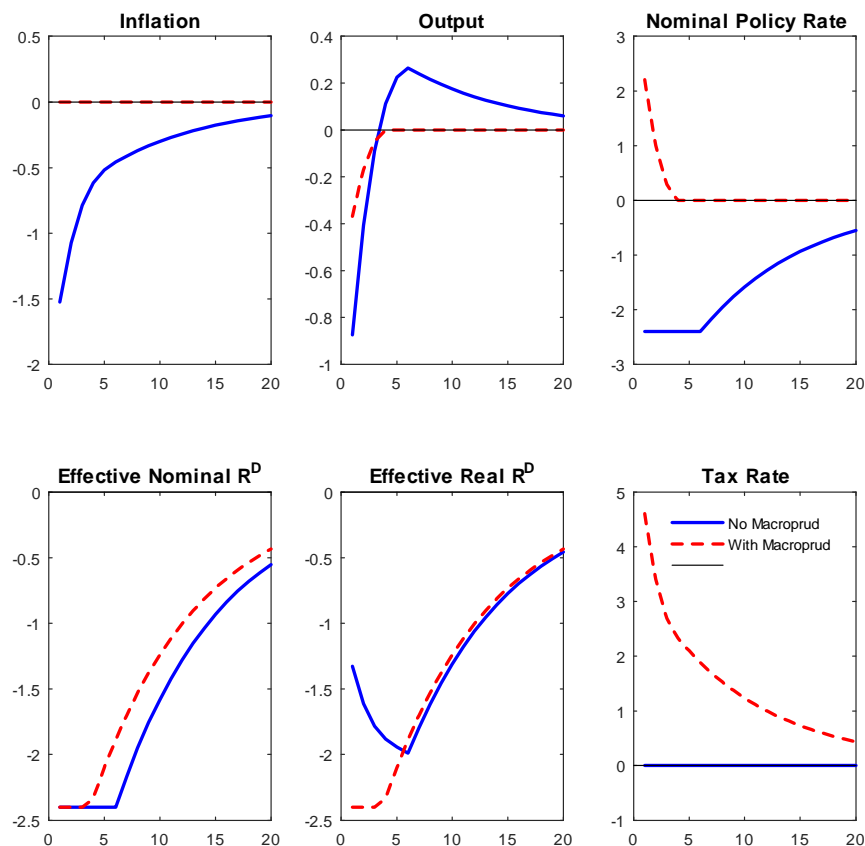 Inflation
0.5
0
-0.5
-1
-1.5
-2
0 5 10 15 20
Output
0.4
0.2
0
-0.2
-0.4
-0.6
-0.8
-1
0 5 10 15 20
Nominal Policy Rate
3
2
1
0
-1
-2
-3
0 5 10 15 20
Effective Nominal R^D
0
-0.5
-1
-1.5
-2
-2.5
0 5 10 15 20
Effective Real R^D
0
-0.5
-1
-1.5
-2
-2.5
0 5 10 15 20
Tax Rate
5
4
3
2
1
0
-1
0 5 10 15 20
No Macroprud
With Macroprud